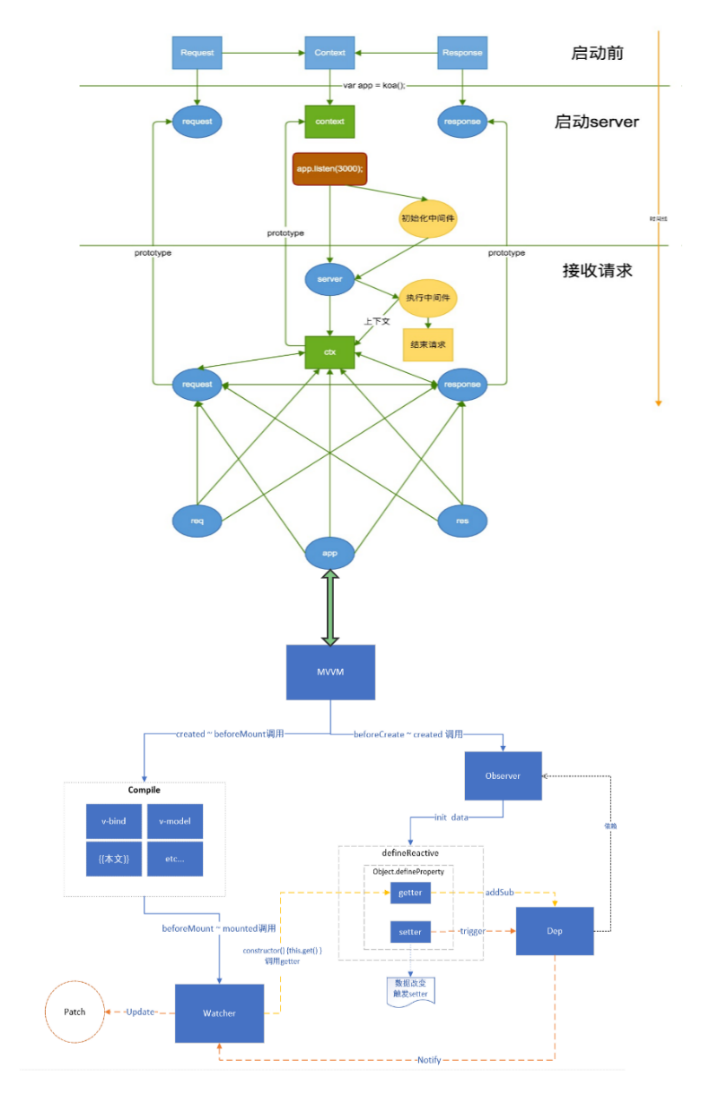 Request
Context
Response
启动前
var app = koa();
request
context
response
启动server
app.listen(3000);
初始化中间件
时间线
prototype
prototype
prototype
接收请求
server
执行中间件
上下文
ctx
结束请求
request
response
req
res
app
MVVM
created ~ beforeMount调用
beforeCreate ~ created 调用
Observer
Compile
v-bind
v-model
{{本文}}
etc...
init data
依赖
defineReactive
Object.defineProperty
getter
addSub
setter
trigger
Dep
beforeMount ~ mounted调用
constructor() {this.get() }
调用getter
数据改变
触发setter
Patch
Update
Watcher
Notify